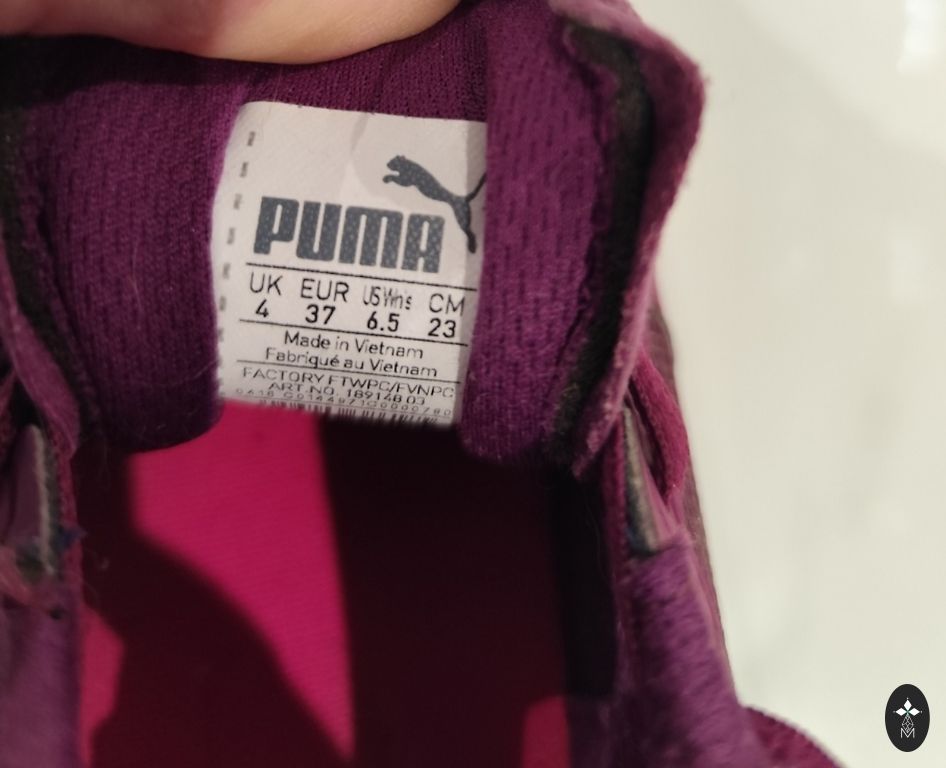 PUMA
UK EUR US Wn's CM
4 37 6.5 23
Made in Vietnam
Fabriqué au Vietnam
FACTORY FTWPC/FVNPC
ART.NO. 189148 03
M